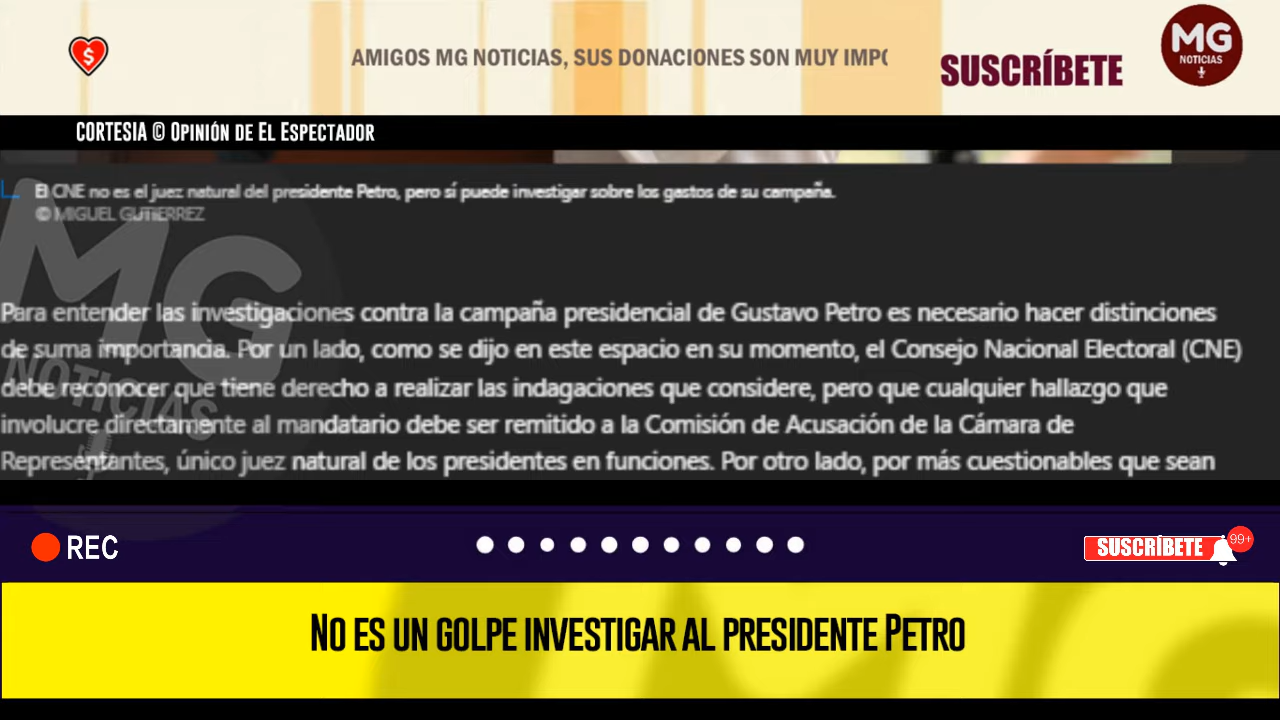 AMIGOS MG NOTICIAS, SUS DONACIONES SON MUY
SUSCRÍBETE
MG
NOTICIAS
CORTESIA © OPINIÓN DE EL ESPECTADOR
El CNE no es el juez natural del presidente Petro, pero sí puede investigar sobre los gastos de su campaña.
© MIGUEL GUTIERREZ
MG
NOTICIAS
Para entender las investigaciones contra la campaña presidencial de Gustavo Petro es necesario hacer distinciones
de suma importancia. Por un lado, como se dijo en este espacio en su momento, el Consejo Nacional Electoral (CNE)
debe reconocer que tiene derecho a realizar las indagaciones que considere, pero que cualquier hallazgo que
involucre directamente al mandatario debe ser remitido a la Comisión de Acusación de la Cámara de
Representantes, único juez natural de los presidentes en funciones. Por otro lado, por más cuestionables que sean
REC
SUSCRÍBETE
99+
NO ES UN GOLPE INVESTIGAR AL PRESIDENTE PETRO